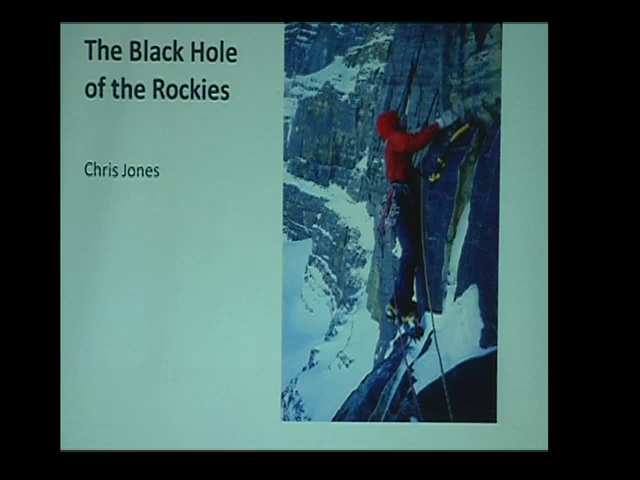 The Black Hole
of the Rockies
Chris Jones